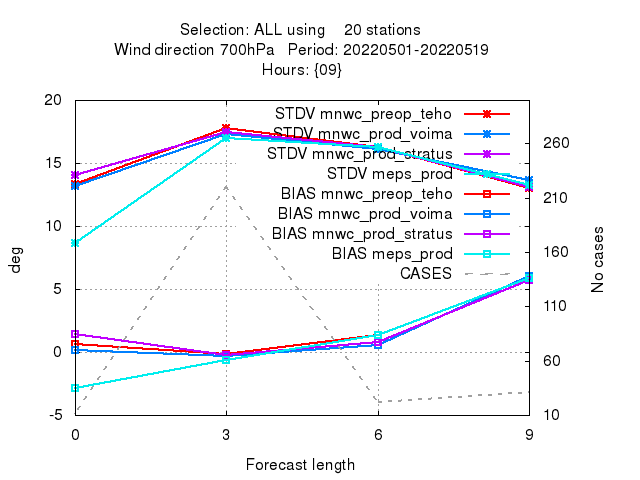 Selection: ALL using 20 stations
Wind direction 700hPa Period: 20220501-20220519
Hours: {09}
20
15
10
5
0
-5
deg
STDV mnwc_preop_teho
STDV mnwc_prod_voima
STDV mnwc_prod_stratus
STDV meps_prod
BIAS mnwc_preop_teho
BIAS mnwc_prod_voima
BIAS mnwc_prod_stratus
BIAS meps_prod
CASES
260
210
160
110
60
10
No cases
0 3 6 9
Forecast length